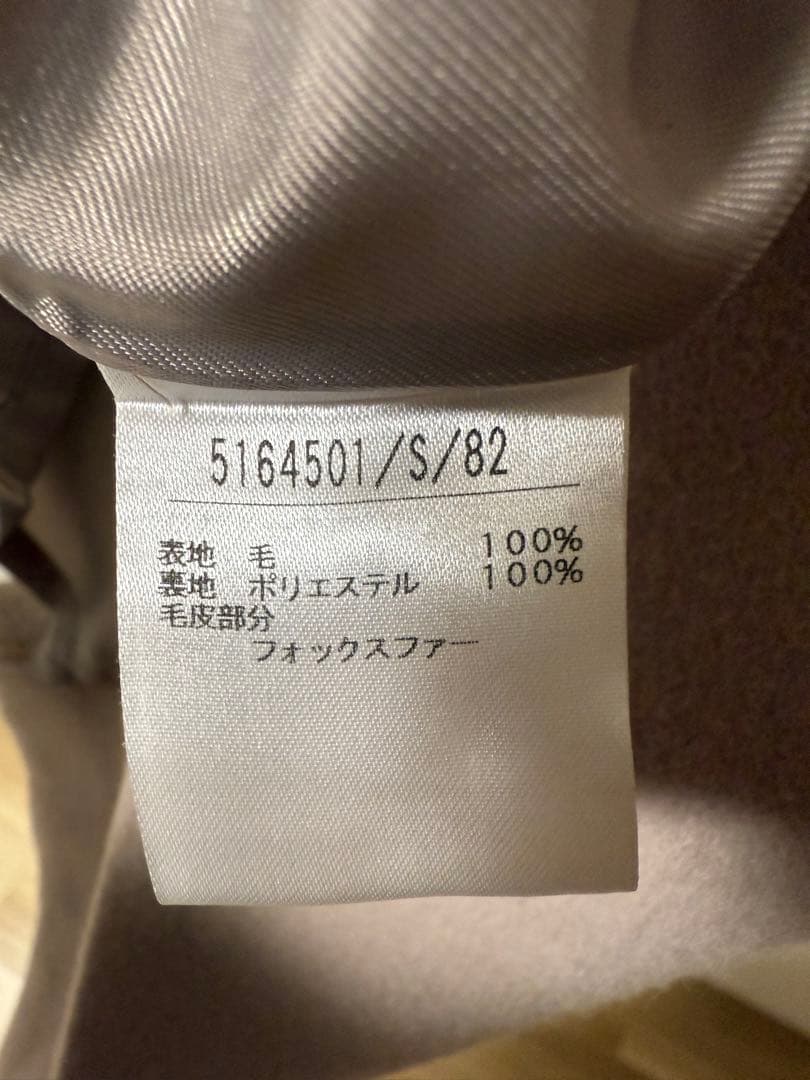 5164501/S/82
表地 毛 100%
裏地 ポリエステル 100%
毛皮部分
フォックスファー